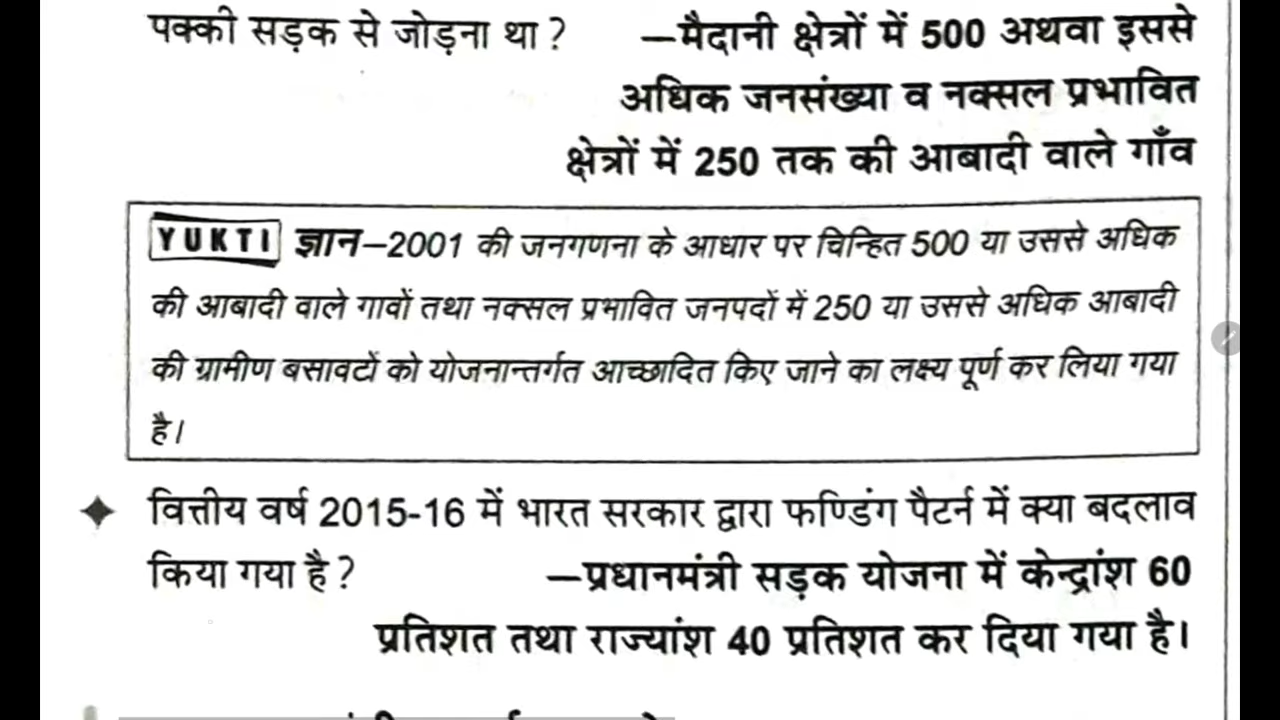 पक्की सड़क से जोड़ना था ? —मैदानी क्षेत्रों में 500 अथवा इससे
अधिक जनसंख्या व नक्सल प्रभावित
क्षेत्रों में 250 तक की आबादी वाले गाँव
YUKTI ज्ञान–2001 की जनगणना के आधार पर चिन्हित 500 या उससे अधिक
की आबादी वाले गावों तथा नक्सल प्रभावित जनपदों में 250 या उससे अधिक आबादी
की ग्रामीण बसावटों को योजनान्तर्गत आच्छादित किए जाने का लक्ष्य पूर्ण कर लिया गया
है।
वित्तीय वर्ष 2015-16 में भारत सरकार द्वारा फण्डिंग पैटर्न में क्या बदलाव
किया गया है ? —प्रधानमंत्री सड़क योजना में केन्द्रांश 60
प्रतिशत तथा राज्यांश 40 प्रतिशत कर दिया गया है।